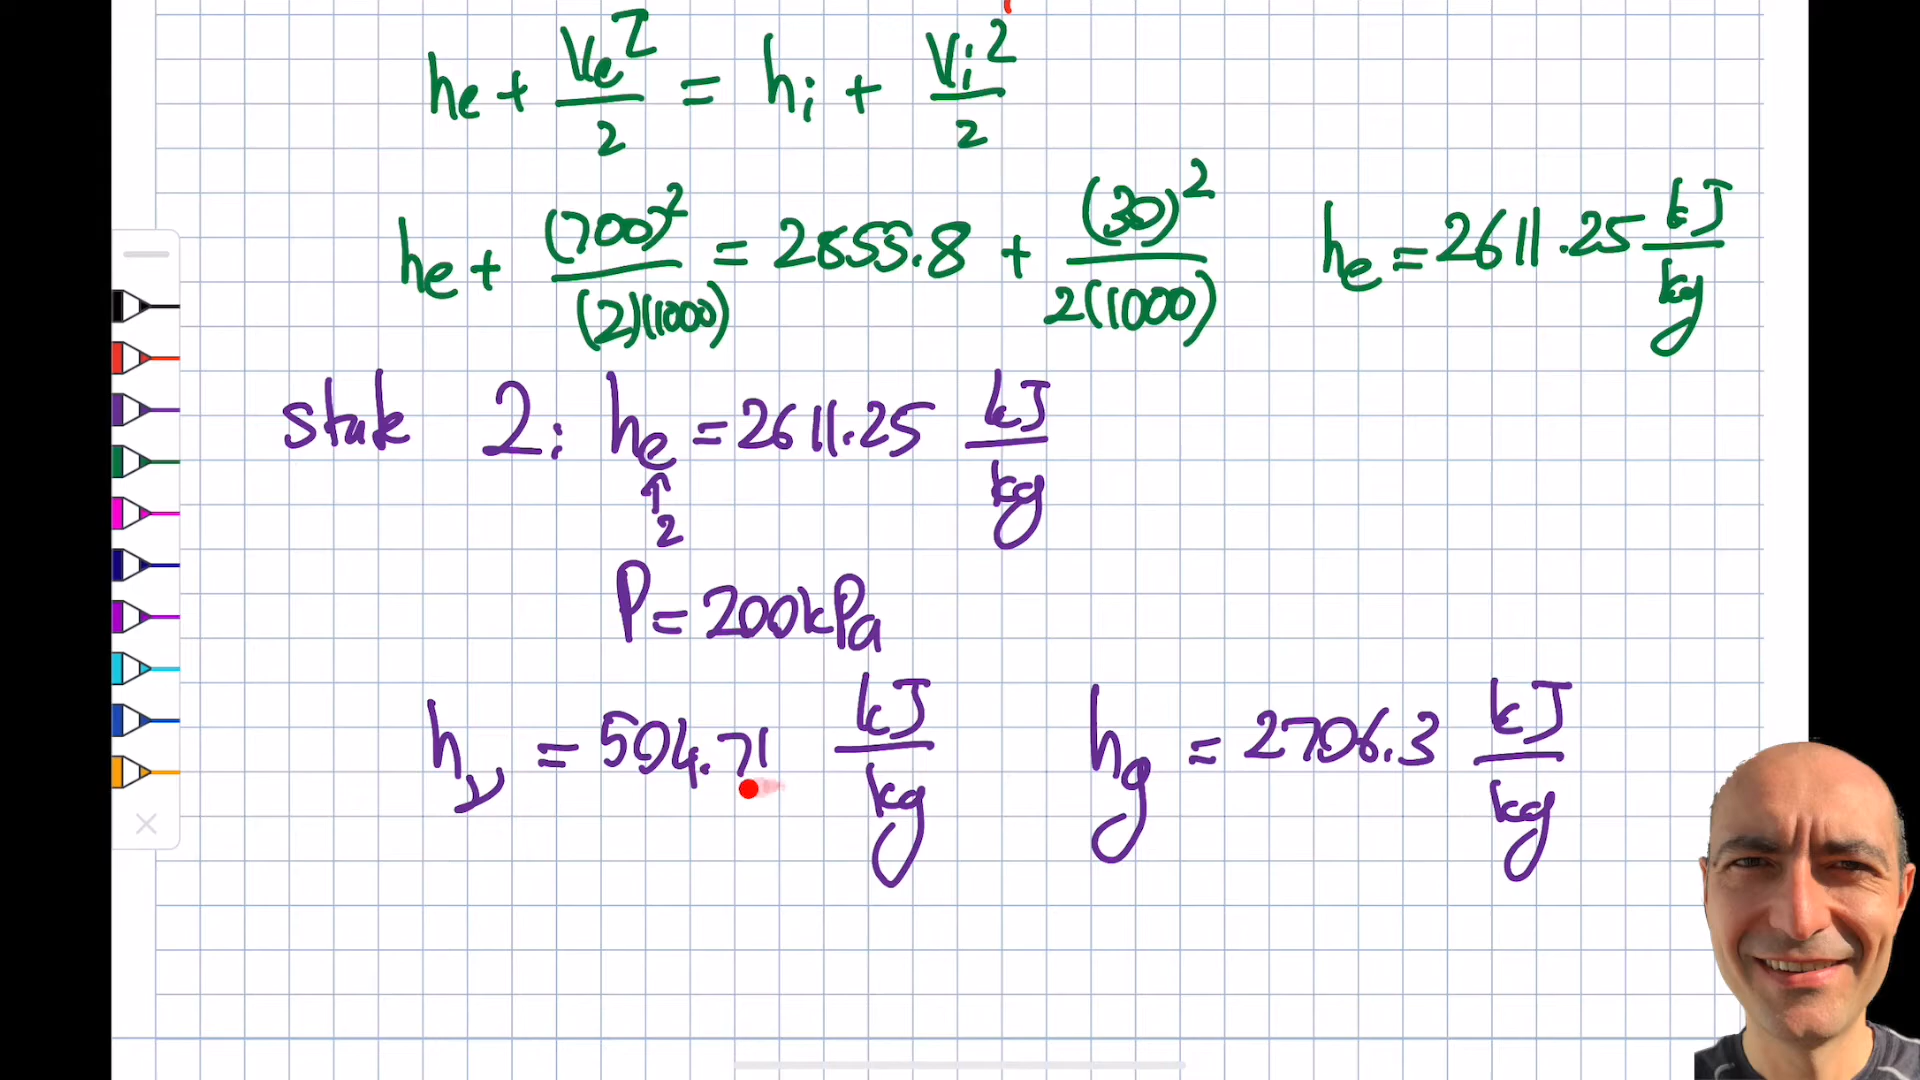 he + Ve²/2 = hi + Vi²/2
he + (700)²/(2)(1000) = 2855.8 + (30)²/2(1000)    he = 2611.25 kJ/kg
state 2: he = 2611.25 kJ/kg
↑
2
P = 200kPa
hγ = 504.71 kJ/kg    hg = 2706.3 kJ/kg